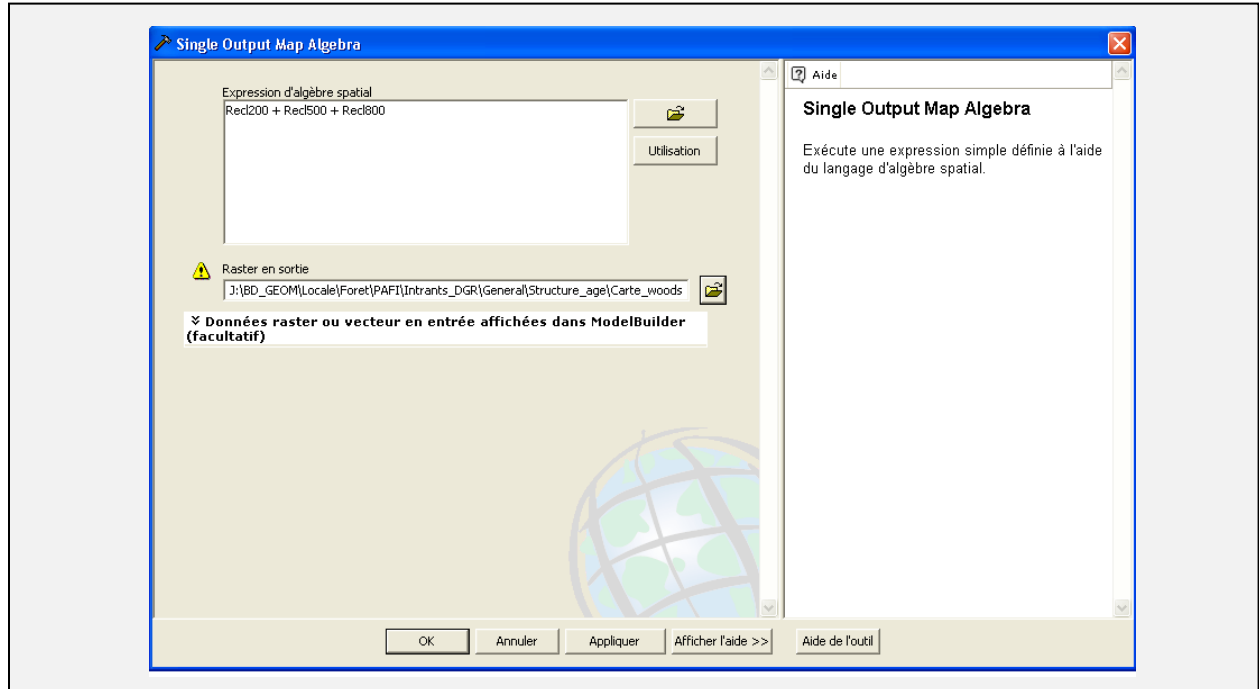 Single Output Map Algebra
Expression d'algèbre spatial
Recl200 + Recl500 + Recl800
Utilisation
Raster en sortie
J:\BD_GEOM\Locale\Foret\PAFI\Intrants_DGR\General\Structure_age\Carte_woods
Données raster ou vecteur en entrée affichées dans ModelBuilder
(facultatif)
OK
Annuler
Appliquer
Afficher l'aide >>
Aide
Single Output Map Algebra
Exécute une expression simple définie à l'aide
du langage d'algèbre spatial.
Aide de l'outil